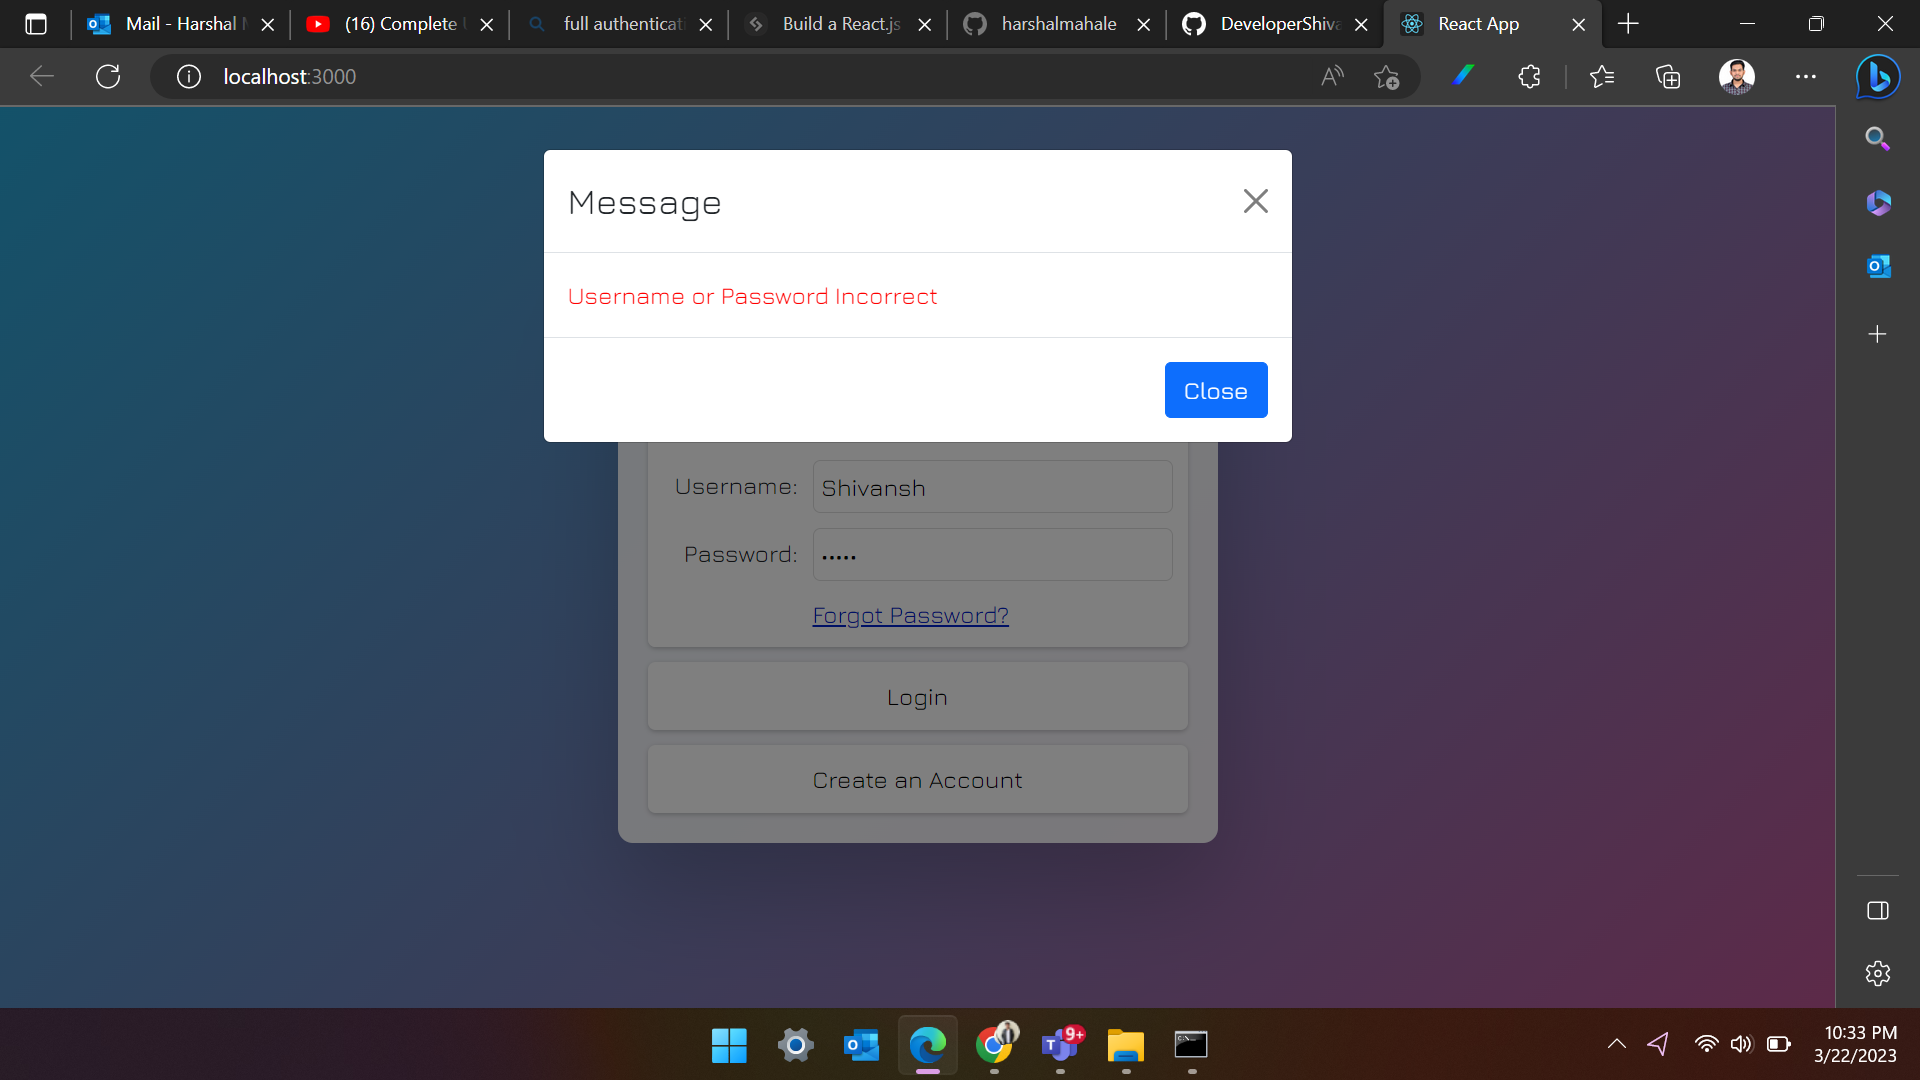 Mail - Harshal M
(16) Complete U
full authenticati
Build a React.js
harshalmahale
DeveloperShiva
React App
localhost:3000
Message
Username or Password Incorrect
Close
Username: Shivansh
Password: •••••
Forgot Password?
Login
Create an Account
9+
10:33 PM
3/22/2023